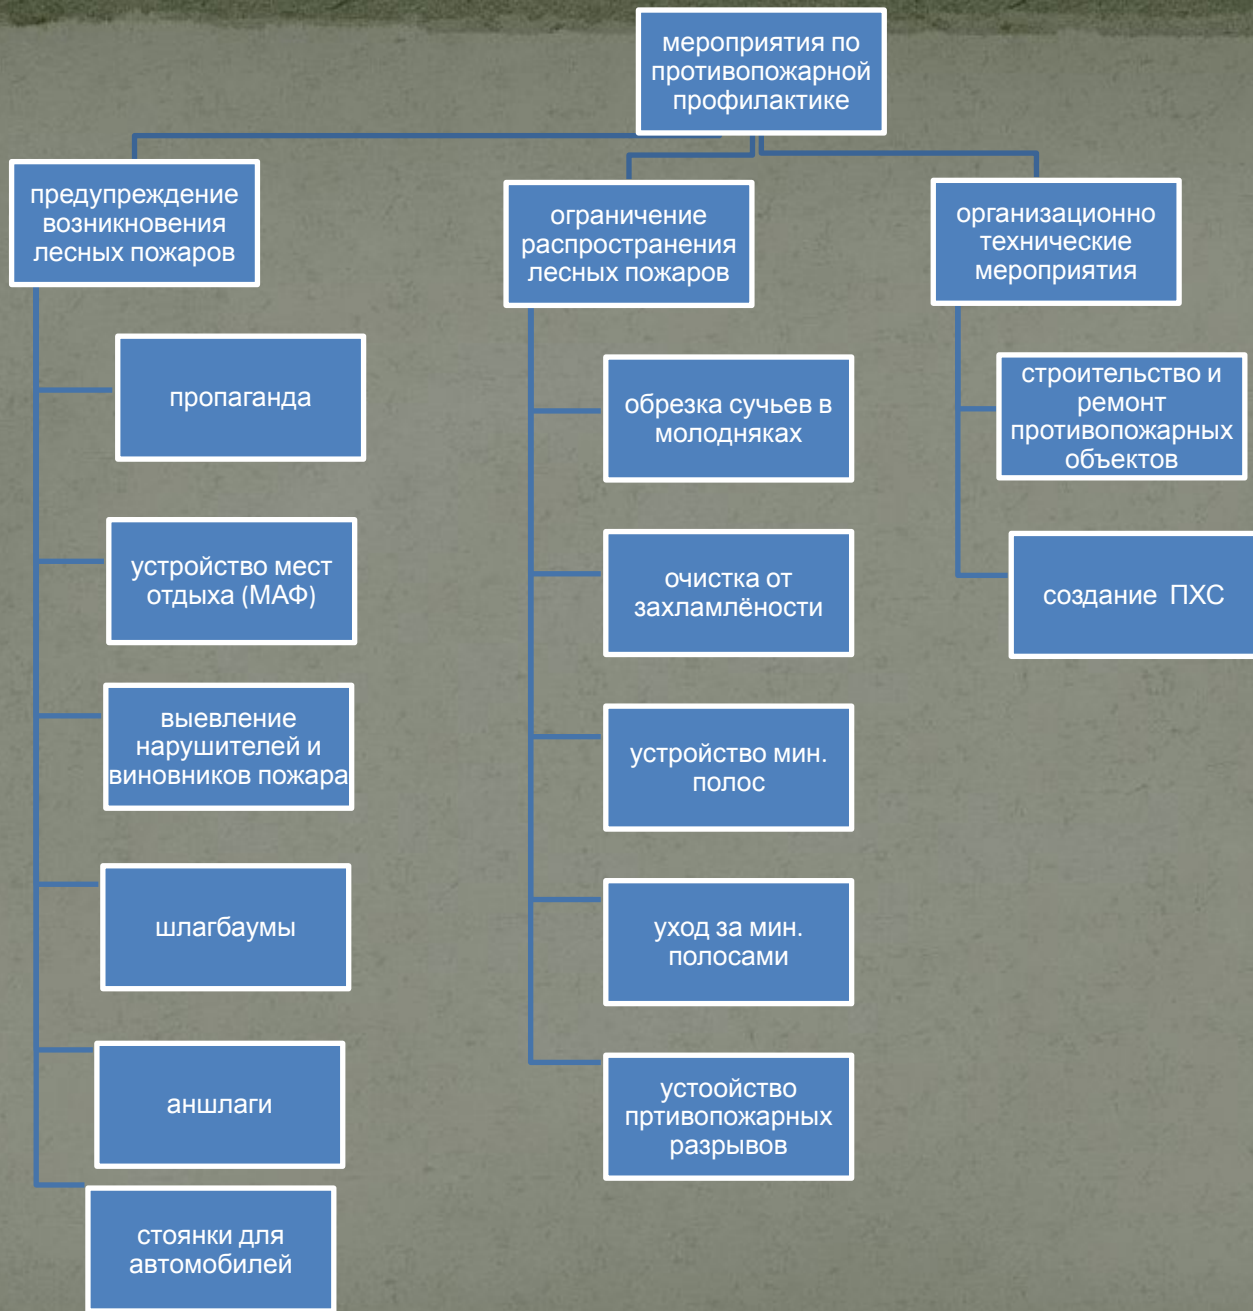 мероприятия по
противопожарной
профилактике
предупреждение
возникновения
лесных пожаров
пропаганда
устройство мест
отдыха (МАФ)
выевление
нарушителей и
виновников пожара
шлагбаумы
аншлаги
стоянки для
автомобилей
ограничение
распространения
лесных пожаров
обрезка сучьев в
молодняках
очистка от
захламлёности
устройство мин.
полос
уход за мин.
полосами
устоойство
пртивопожарных
разрывов
организационно
технические
мероприятия
строительство и
ремонт
противопожарных
объектов
создание ПХС